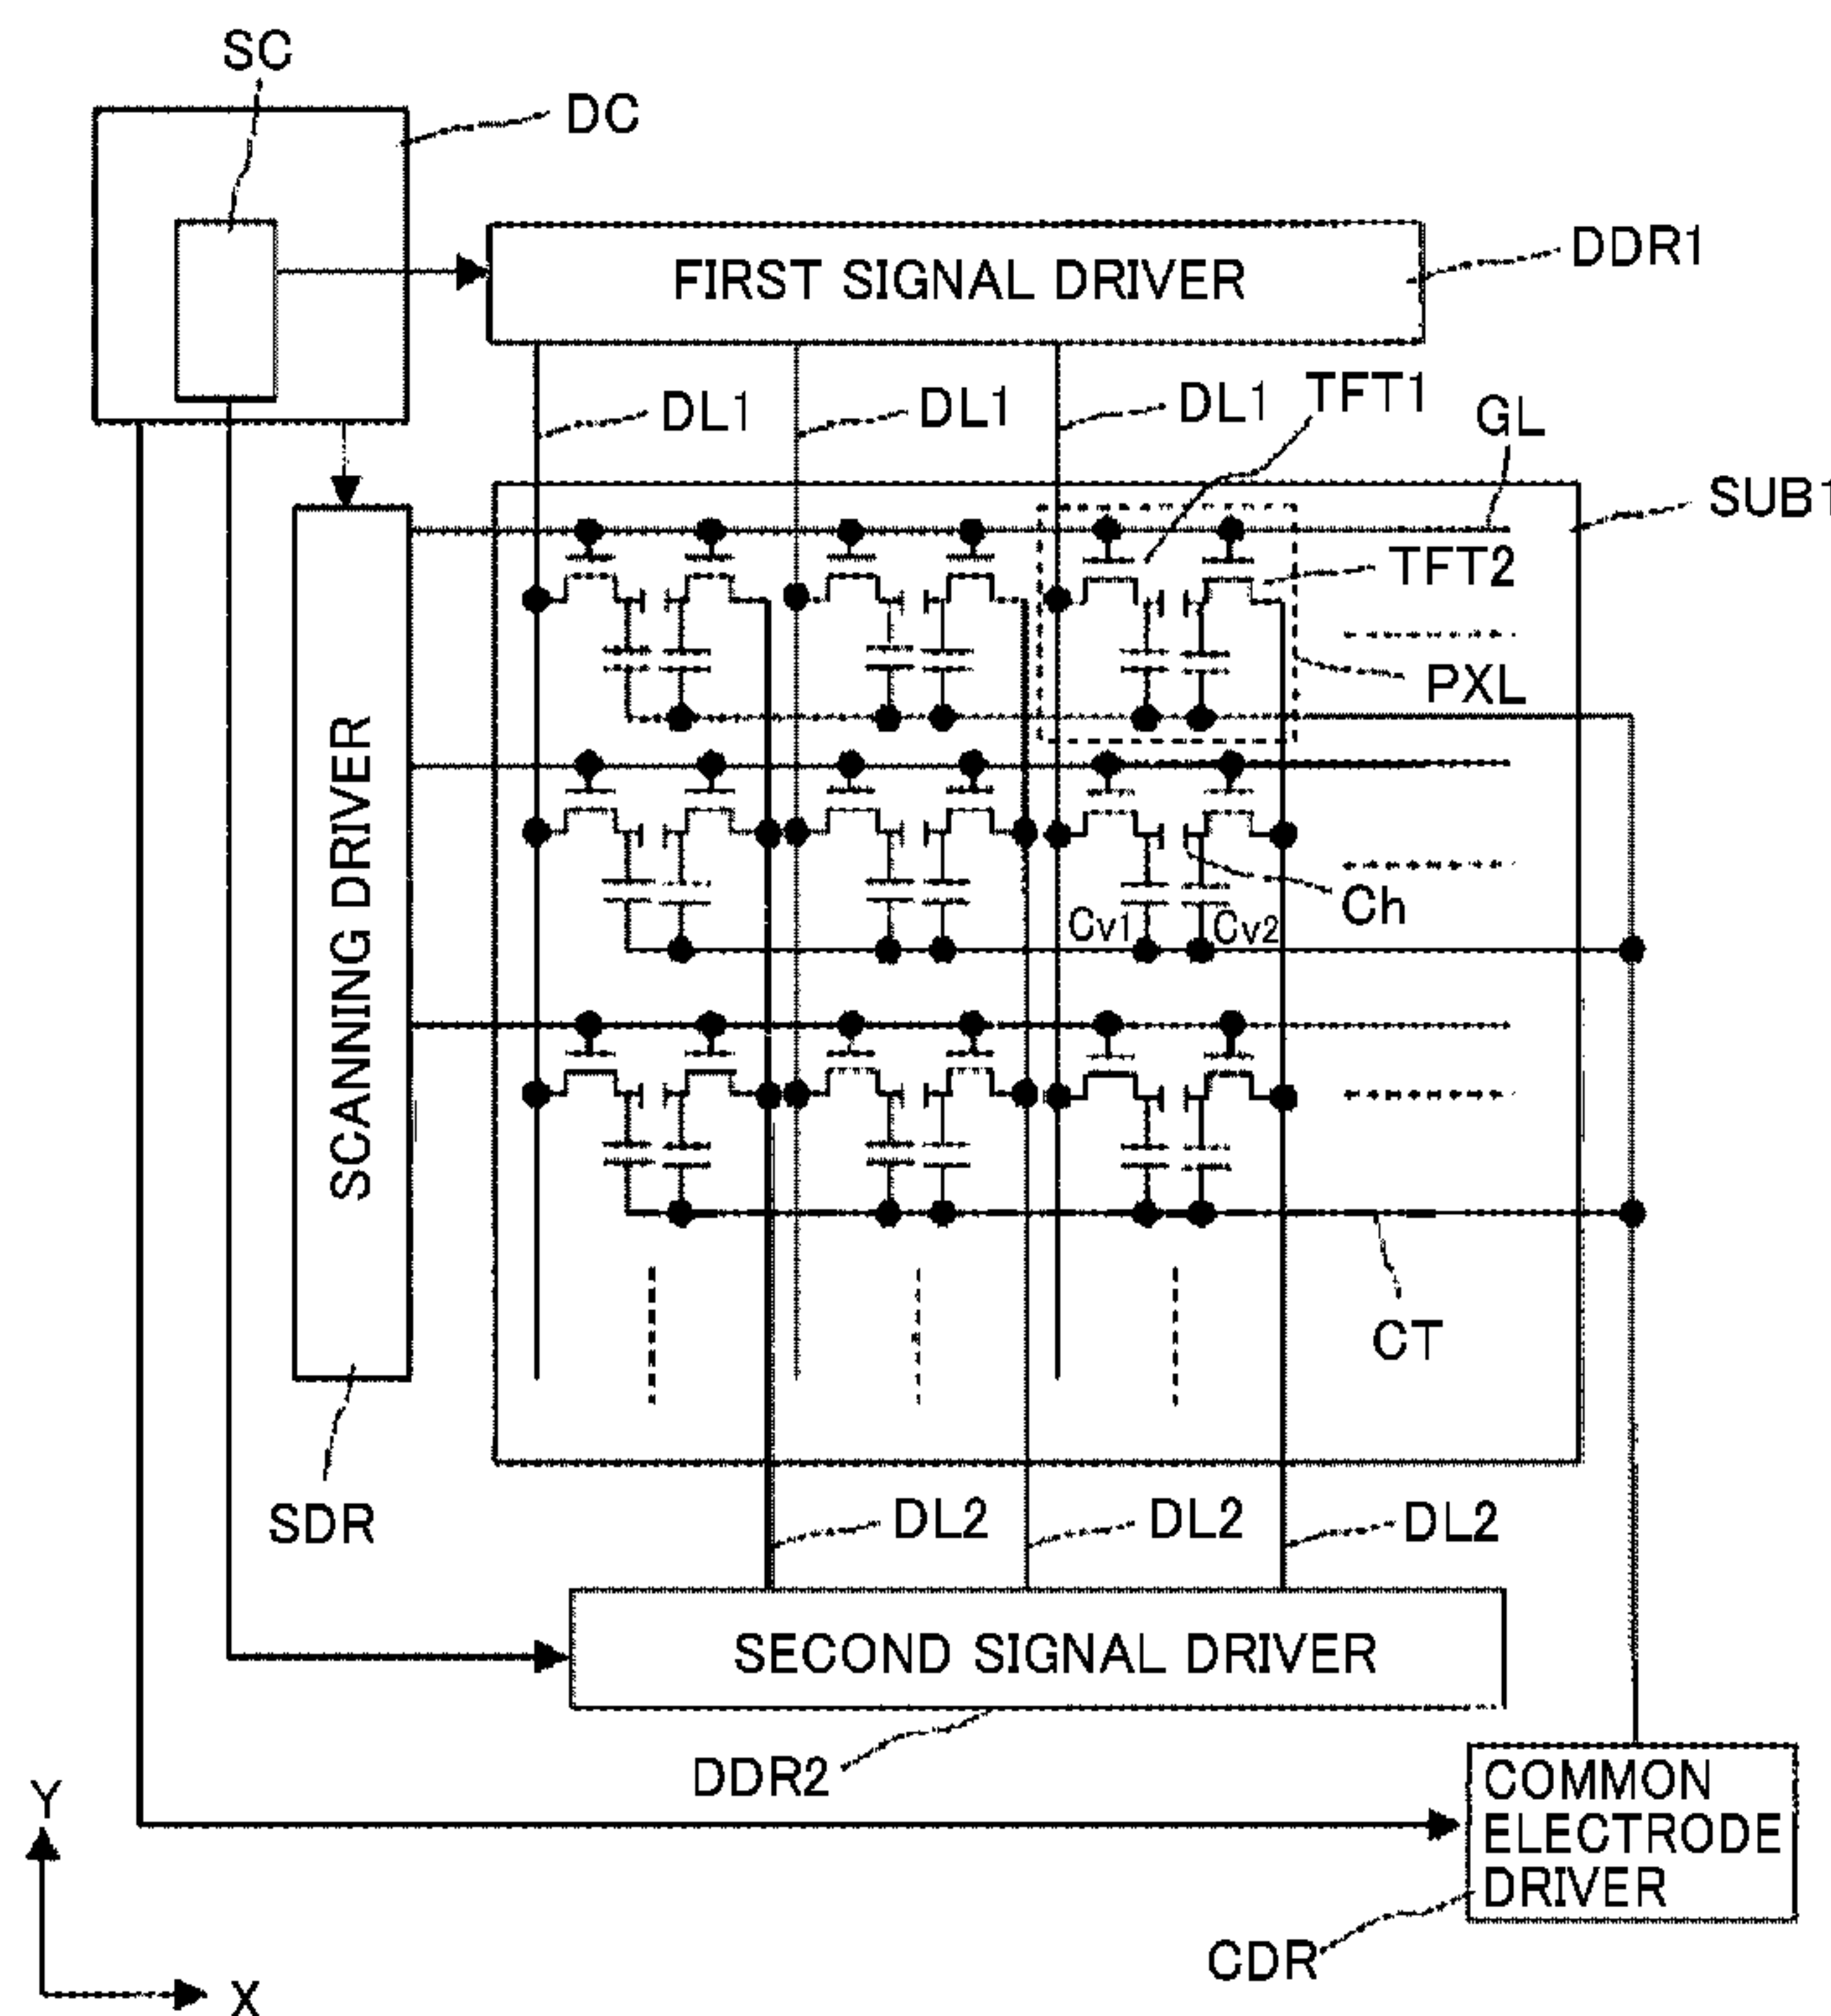 SC
DC
FIRST SIGNAL DRIVER
DDR1
DL1
DL1
DL1
TFT1
GL
SUB1
TFT2
PXL
SCANNING DRIVER
Ch
Cv1
Cv2
CT
SDR
DL2
DL2
DL2
SECOND SIGNAL DRIVER
DDR2
COMMON
ELECTRODE
DRIVER
CDR
Y
X